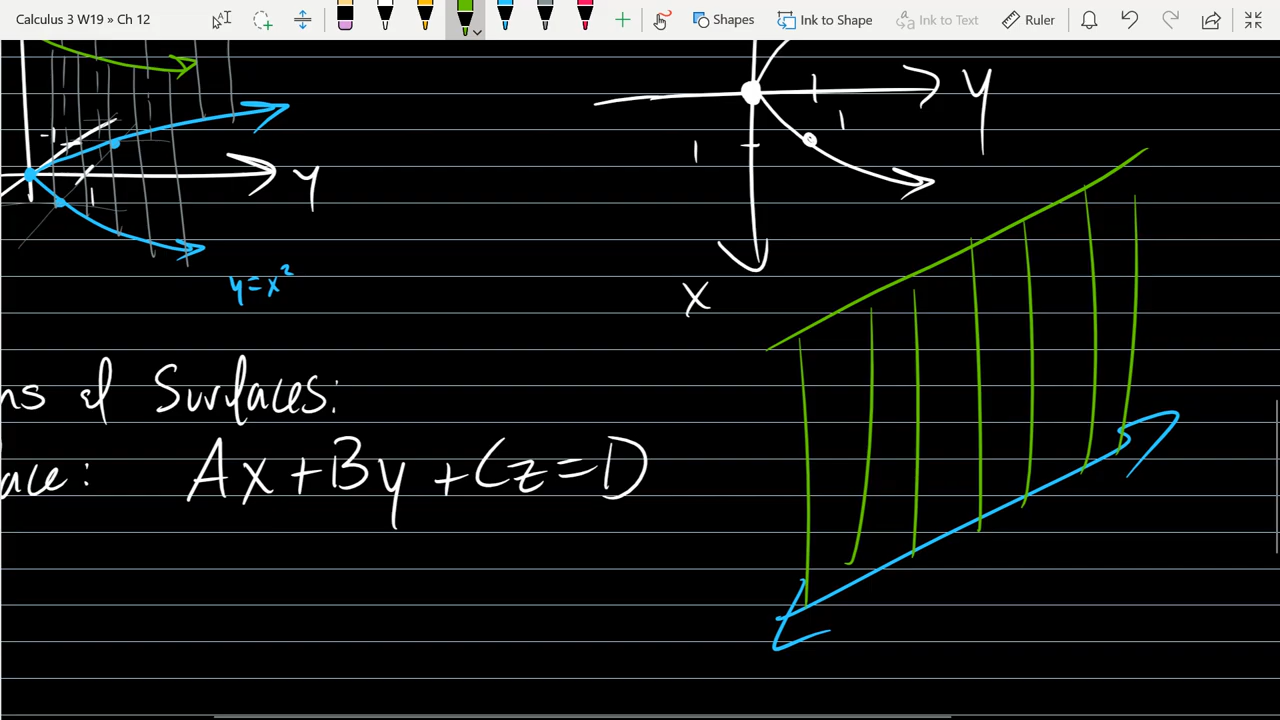 Calculus 3 W19 » Ch 12
Shapes
Ink to Shape
Ink to Text
Ruler
y
1
1
1
x
-1
1
y
y=x²
ns of Surfaces:
ace: Ax+By+Cz=D